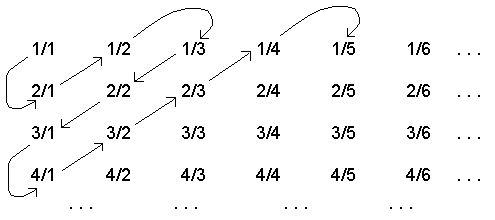 1/1 1/2 1/3 1/4 1/5 1/6 . . .
2/1 2/2 2/3 2/4 2/5 2/6 . . .
3/1 3/2 3/3 3/4 3/5 3/6 . . .
4/1 4/2 4/3 4/4 4/5 4/6 . . .
. . . . . . . . . . . .